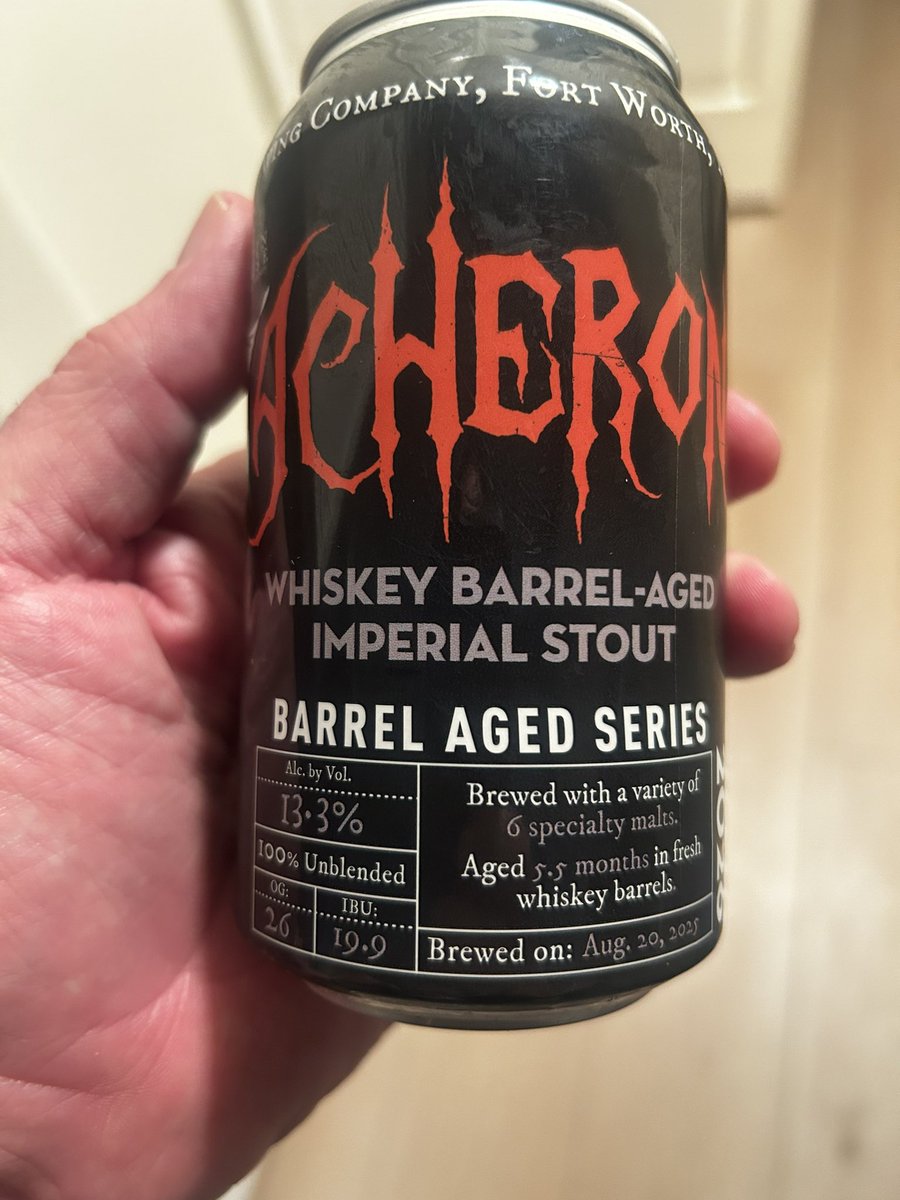 Company, Fort Worth,
ACHERON
WHISKEY BARREL-AGED
IMPERIAL STOUT
BARREL AGED SERIES
Alc. by Vol.
13.3%
100% Unblended
OG:
26
IBU:
19.9
Brewed with a variety of
6 specialty malts.
Aged 5.5 months in fresh
whiskey barrels.
Brewed on: Aug. 20, 2025